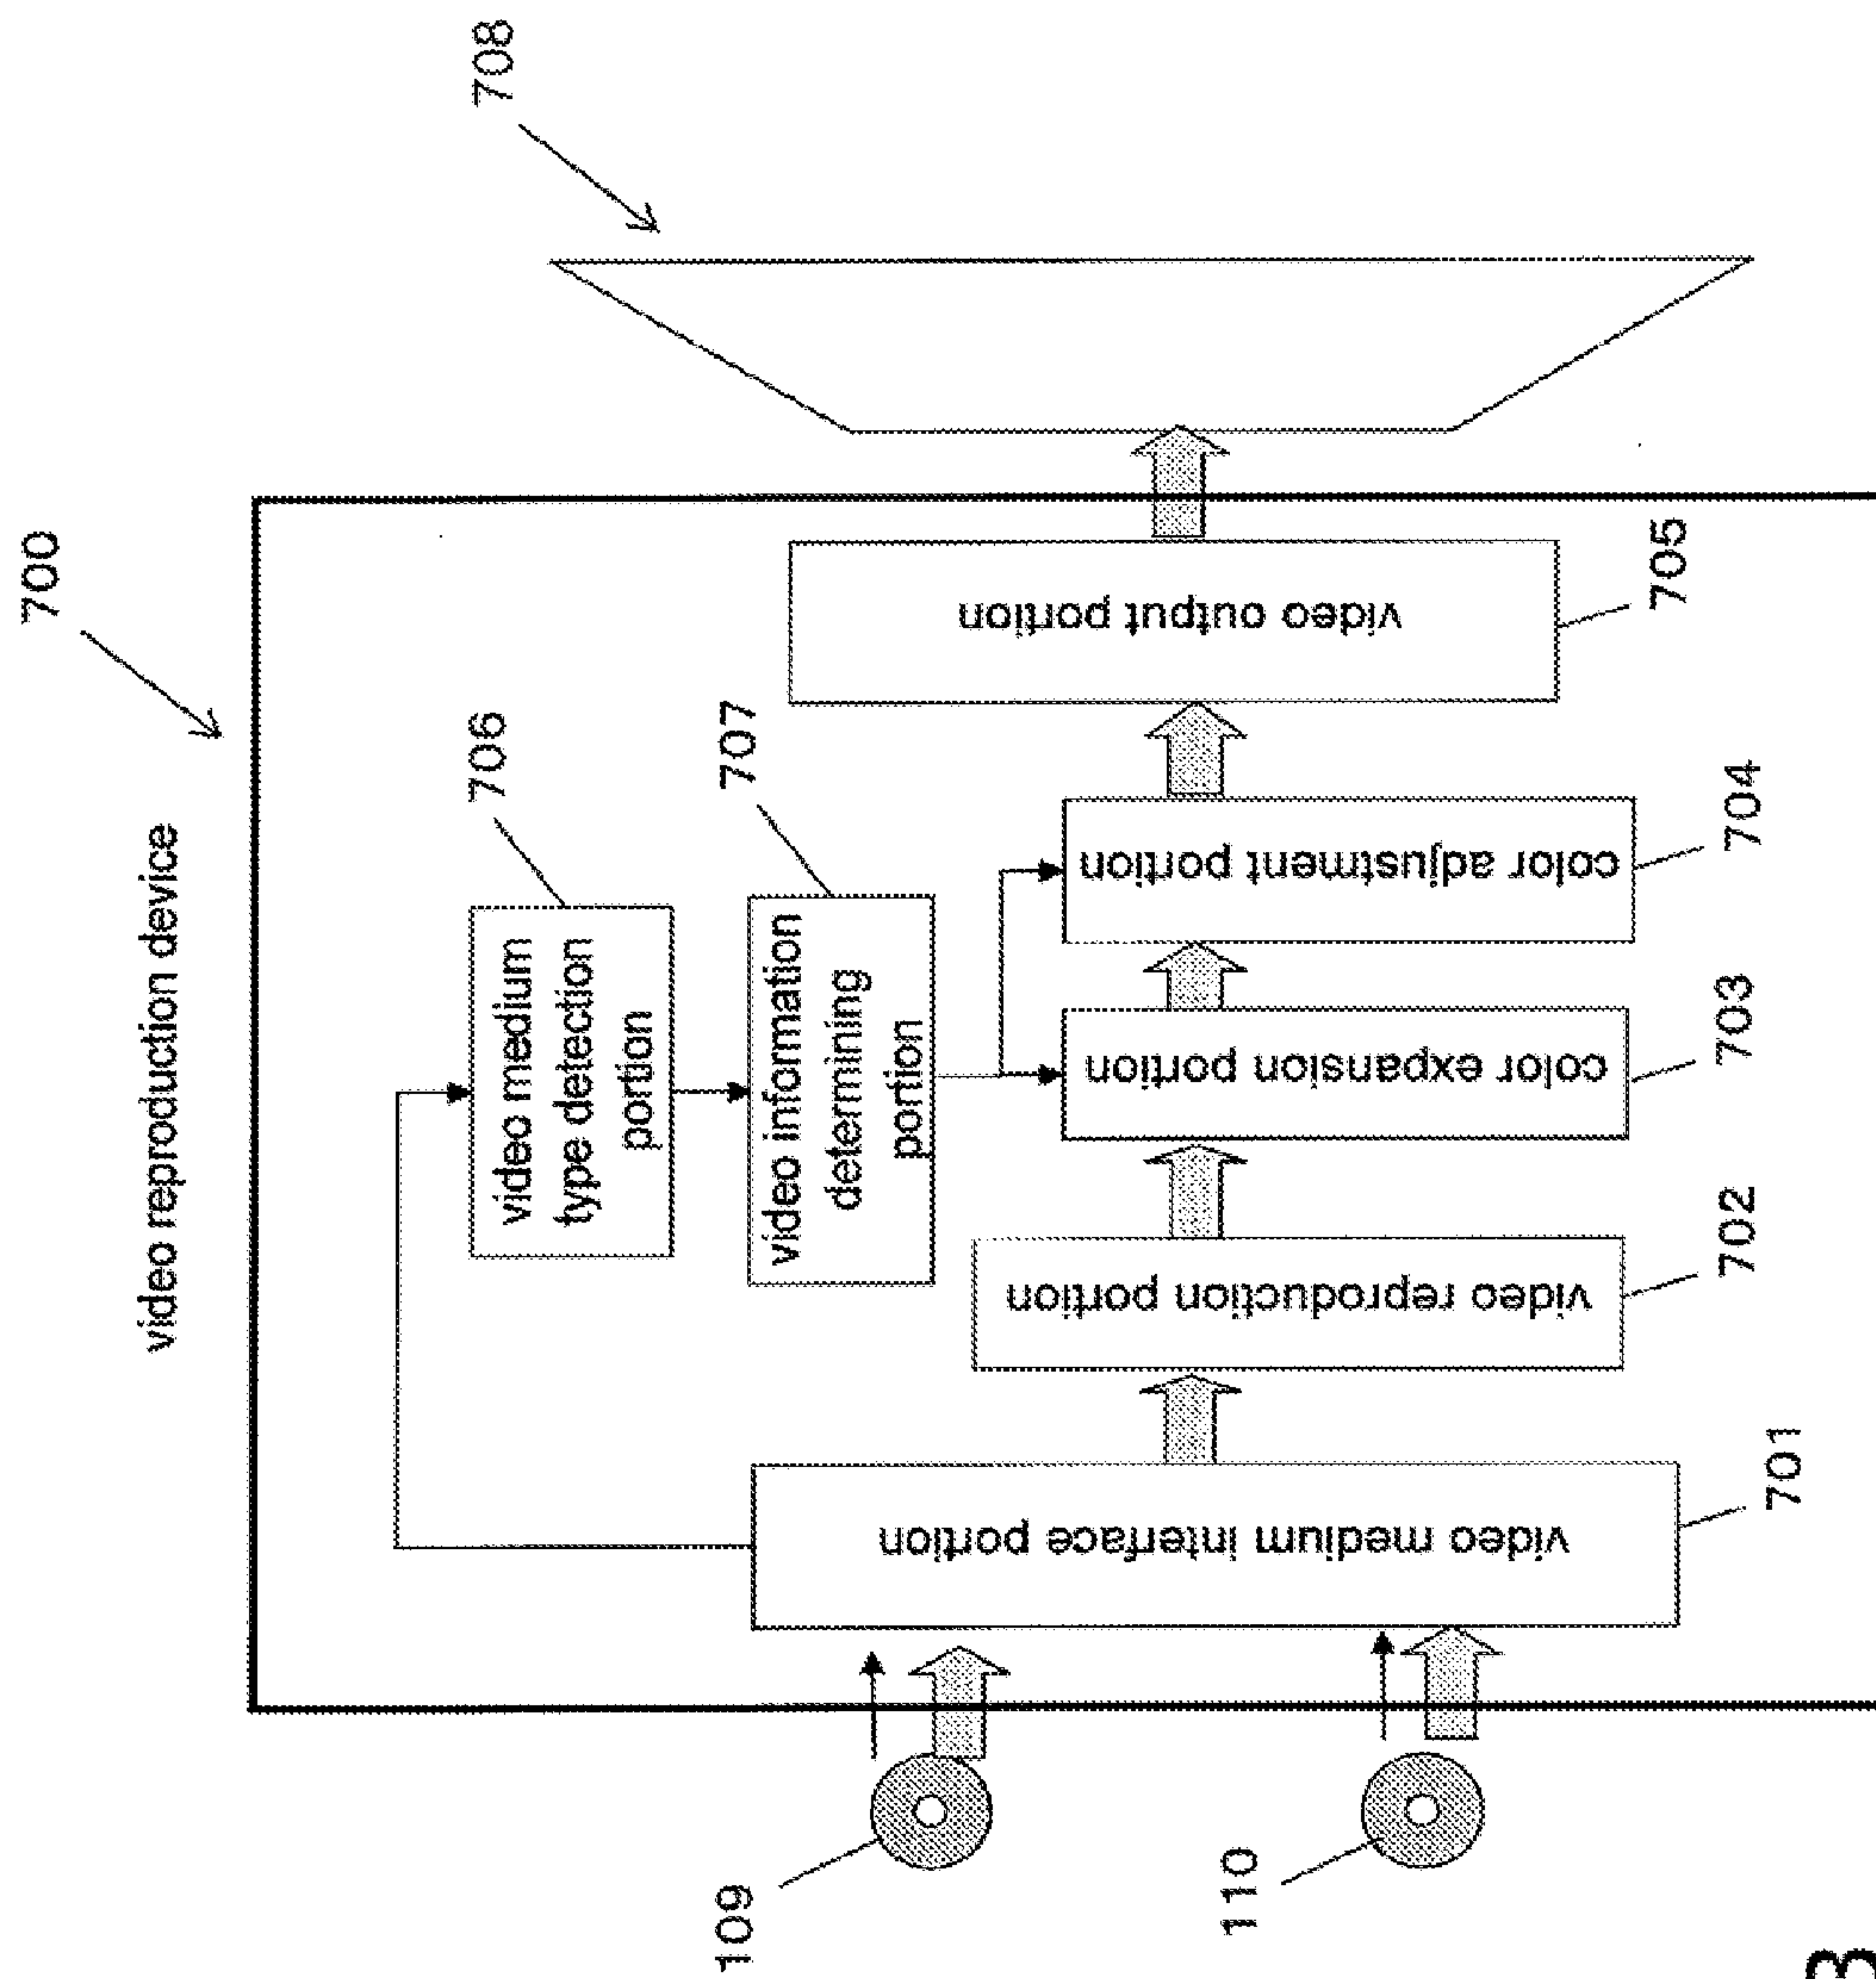 video reproduction device
700
708
706
video medium
type detection
portion
707
video information
determining
portion
109
110
video medium interface portion
701
video reproduction portion
702
color expansion portion
703
color adjustment portion
704
video output portion
705
3